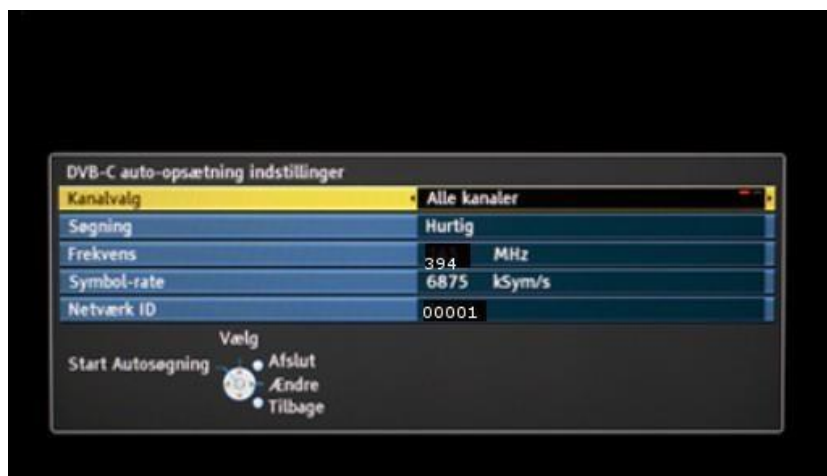 DVB-C auto-opsætning indstillinger
Kanalvalg Alle kanaler
Søgning Hurtig
Frekvens 394 MHz
Symbol-rate 6875 kSym/s
Netværk ID 00001
Vælg
Start Autosøgning Afslut
Ændre
Tilbage